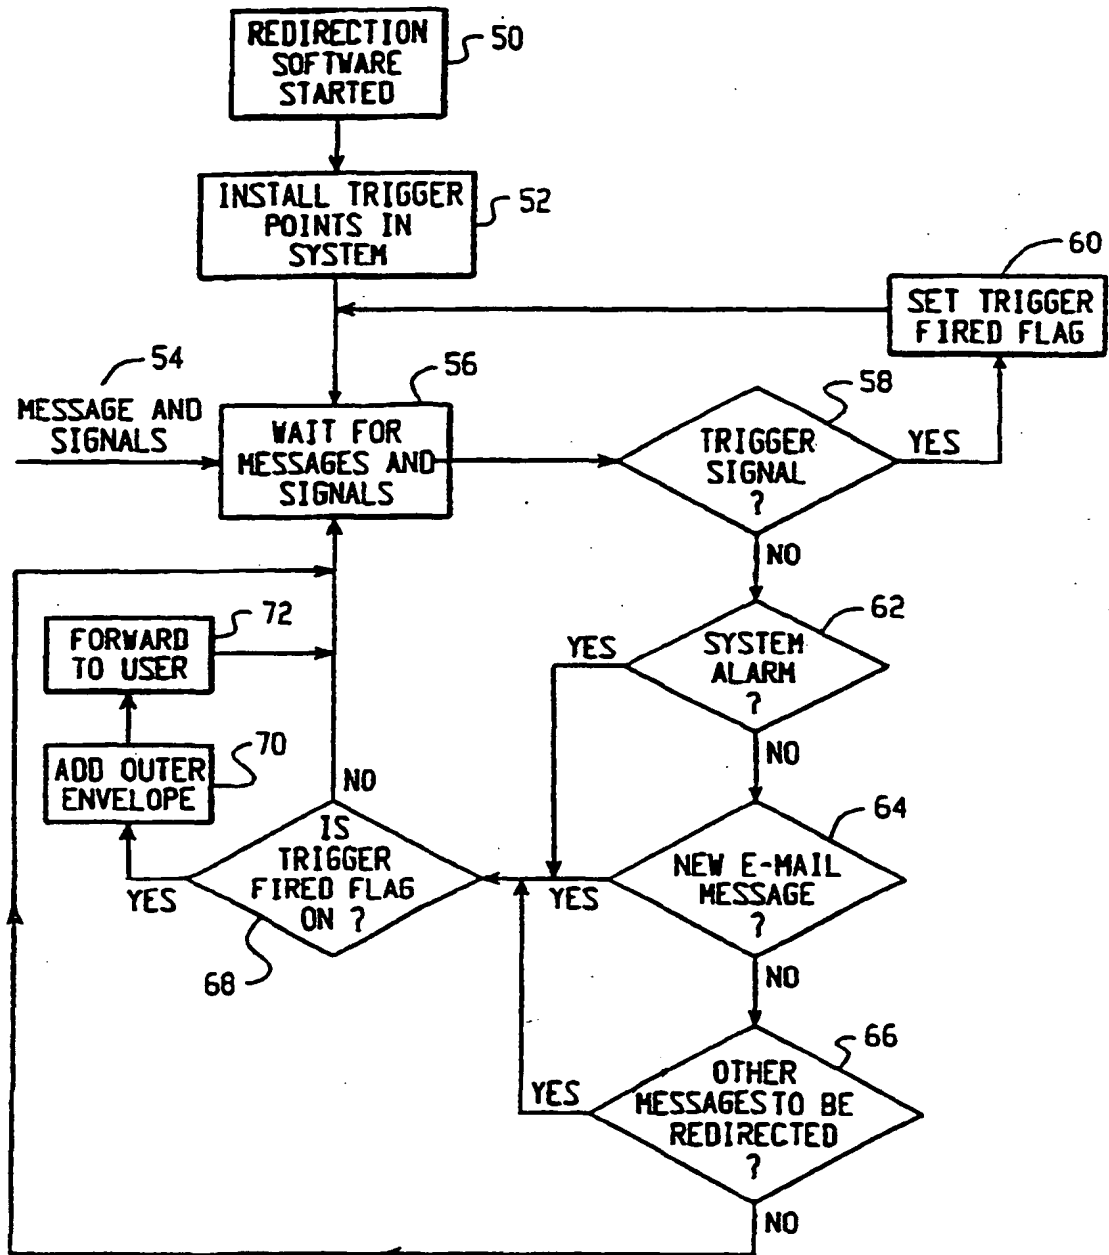 REDIRECTION
SOFTWARE
STARTED
50
INSTALL TRIGGER
POINTS IN
SYSTEM
52
60
SET TRIGGER
FIRED FLAG
54
MESSAGE AND
SIGNALS
56
WAIT FOR
MESSAGES AND
SIGNALS
58
TRIGGER
SIGNAL
?
YES
NO
62
SYSTEM
ALARM
?
YES
NO
72
FORWARD
TO USER
70
ADD OUTER
ENVELOPE
NO
64
NEW E-MAIL
MESSAGE
?
YES
NO
IS
TRIGGER
FIRED FLAG
ON ?
YES
68
66
OTHER
MESSAGES TO BE
REDIRECTED
?
YES
NO